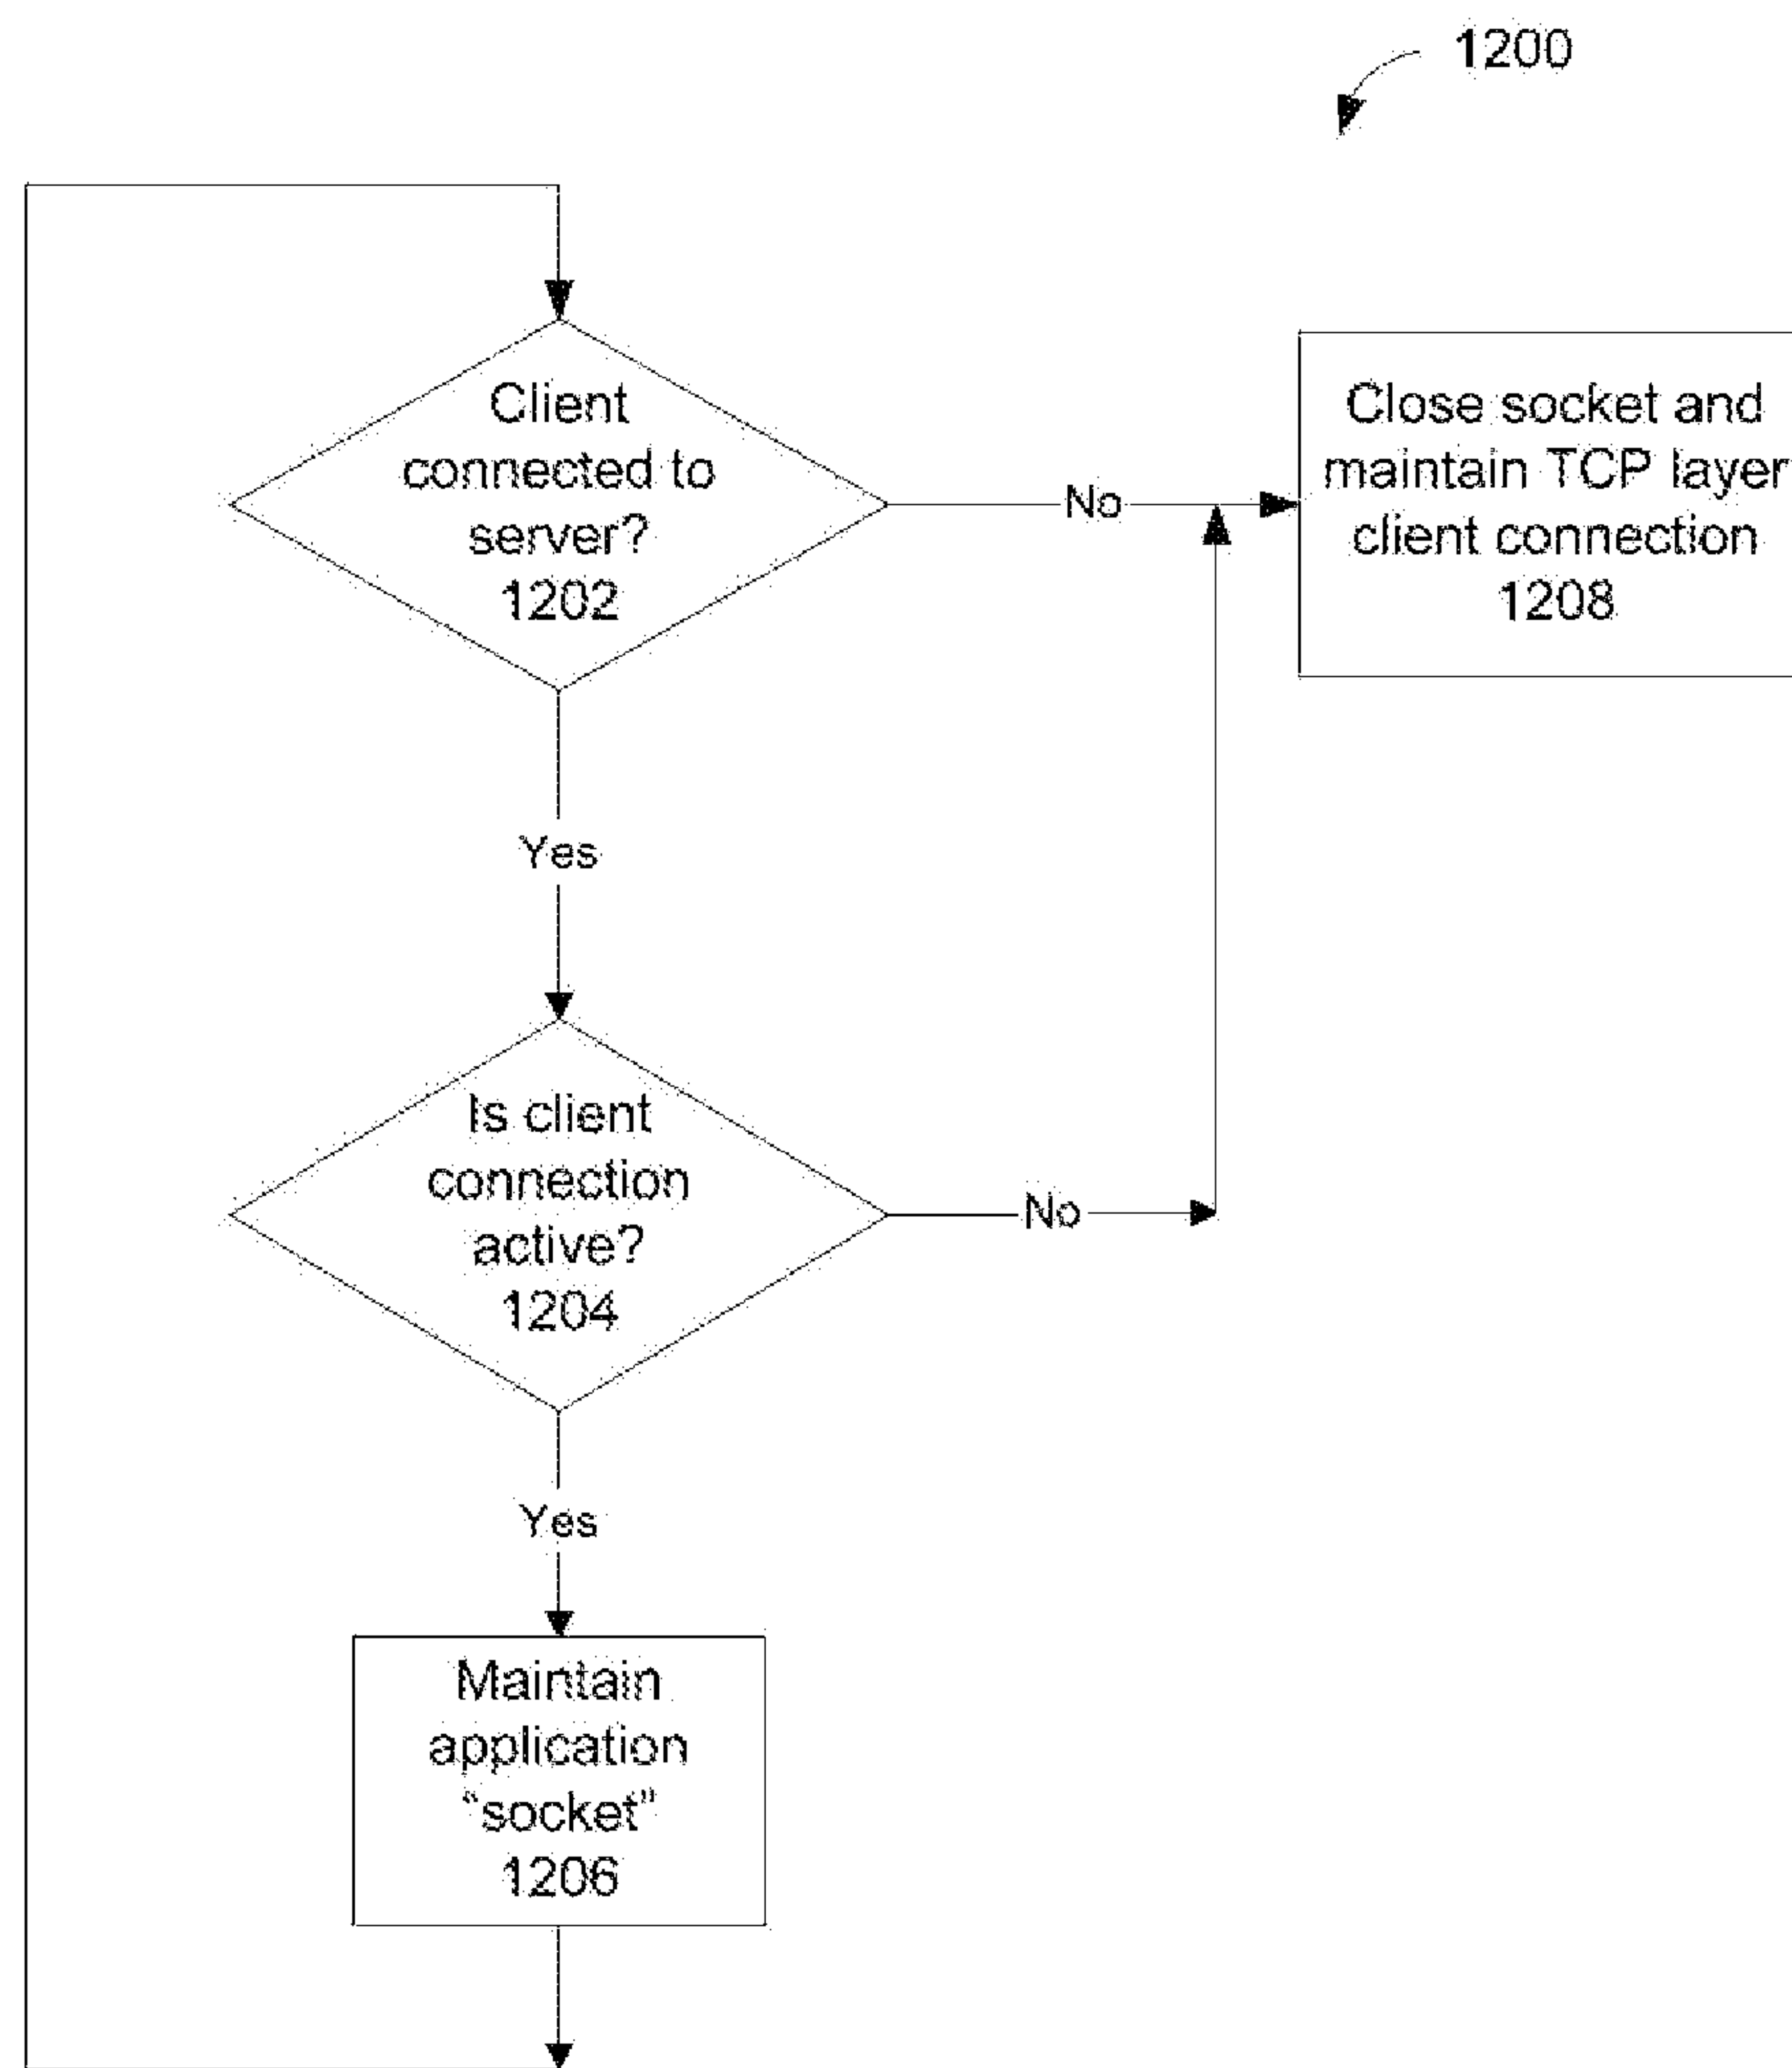 1200
Client
connected to
server?
1202
No
Close socket and
maintain TCP layer
client connection
1208
Yes
Is client
connection
active?
1204
No
Yes
Maintain
application
“socket”
1206